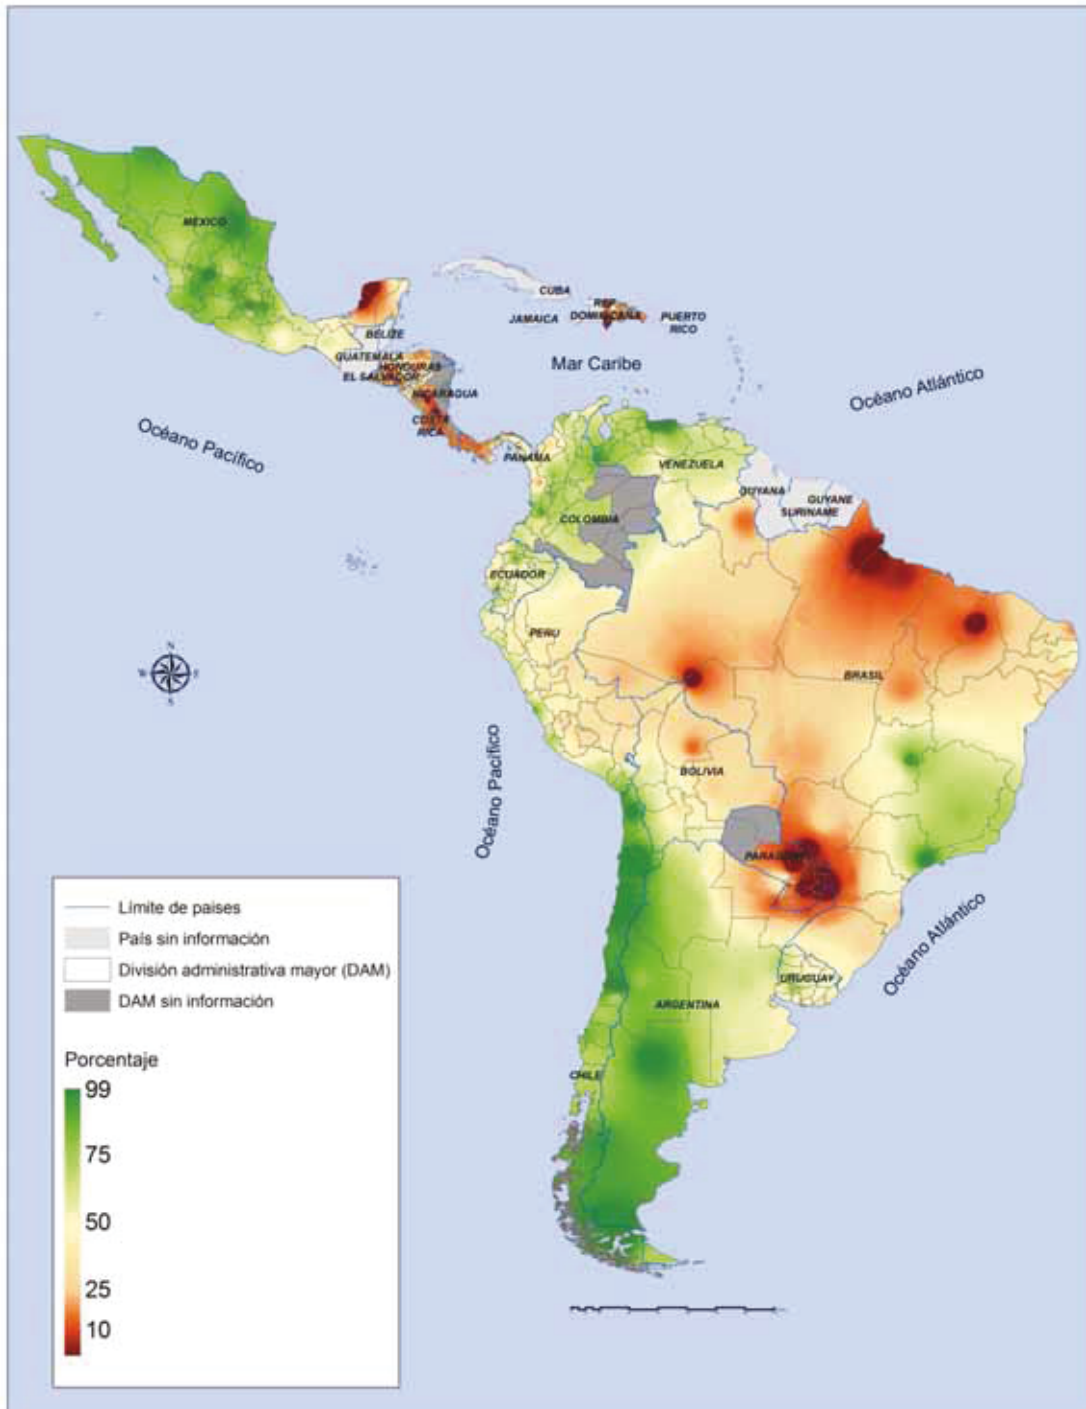 MÉXICO
CUBA
REP.
DOMINICANA
JAMAICA
PUERTO
RICO
BELIZE
GUATEMALA
HONDURAS
EL SALVADOR
NICARAGUA
Mar Caribe
Océano Atlántico
COSTA
RICA
Océano Pacífico
PANAMA
VENEZUELA
GUYANA
GUYANE
SURINAME
COLOMBIA
ECUADOR
PERU
N
W E
S
BRASIL
BOLIVIA
Océano Pacífico
PARAGUAY
Océano Atlántico
URUGUAY
ARGENTINA
CHILE
Límite de paises
País sin información
División administrativa mayor (DAM)
DAM sin información
Porcentaje
99
75
50
25
10